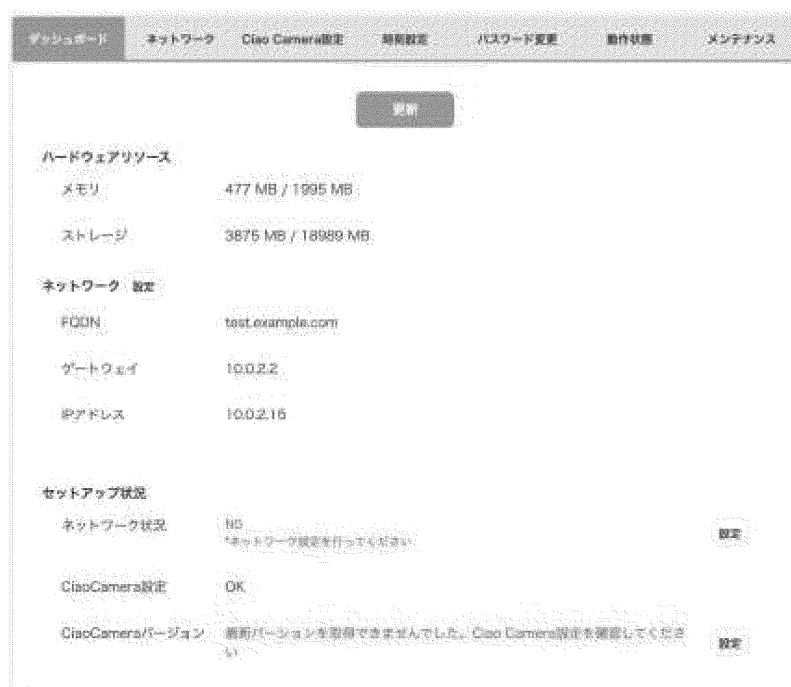 ダッシュボード ネットワーク Ciao Camera設定 時刻設定 パスワード変更 動作状態 メンテナンス
更新
ハードウェアリソース
メモリ 477 MB / 1995 MB
ストレージ 3875 MB / 18989 MB
ネットワーク 設定
FQDN test.example.com
ゲートウェイ 10.0.2.2
IPアドレス 10.0.2.15
セットアップ状況
ネットワーク状況 NG 設定
*ネットワーク設定を行ってください
CiaoCamera設定 OK
CiaoCameraバージョン 最新バージョンを取得できませんでした。Ciao Camera設定を確認してくださ 設定
い